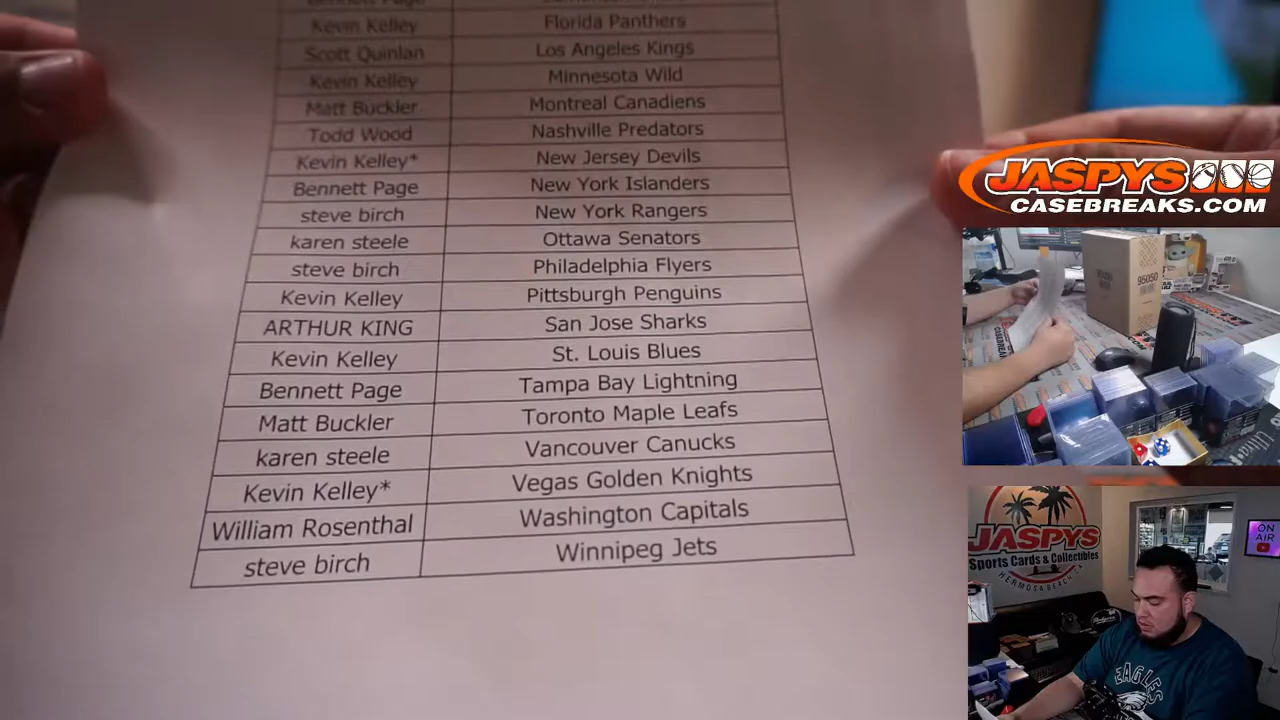 Bennett Page
Kevin Kelley Florida Panthers
Scott Quinlan Los Angeles Kings
Kevin Kelley Minnesota Wild
Matt Buckler Montreal Canadiens
Todd Wood Nashville Predators
Kevin Kelley* New Jersey Devils
Bennett Page New York Islanders
steve birch New York Rangers
karen steele Ottawa Senators
steve birch Philadelphia Flyers
Kevin Kelley Pittsburgh Penguins
ARTHUR KING San Jose Sharks
Kevin Kelley St. Louis Blues
Bennett Page Tampa Bay Lightning
Matt Buckler Toronto Maple Leafs
karen steele Vancouver Canucks
Kevin Kelley* Vegas Golden Knights
William Rosenthal Washington Capitals
steve birch Winnipeg Jets
JASPYS
CASEBREAKS.COM
95050
JASPYS
Sports Cards & Collectibles
HERMOSA BEACH, CA
ON
AIR
EAGLES